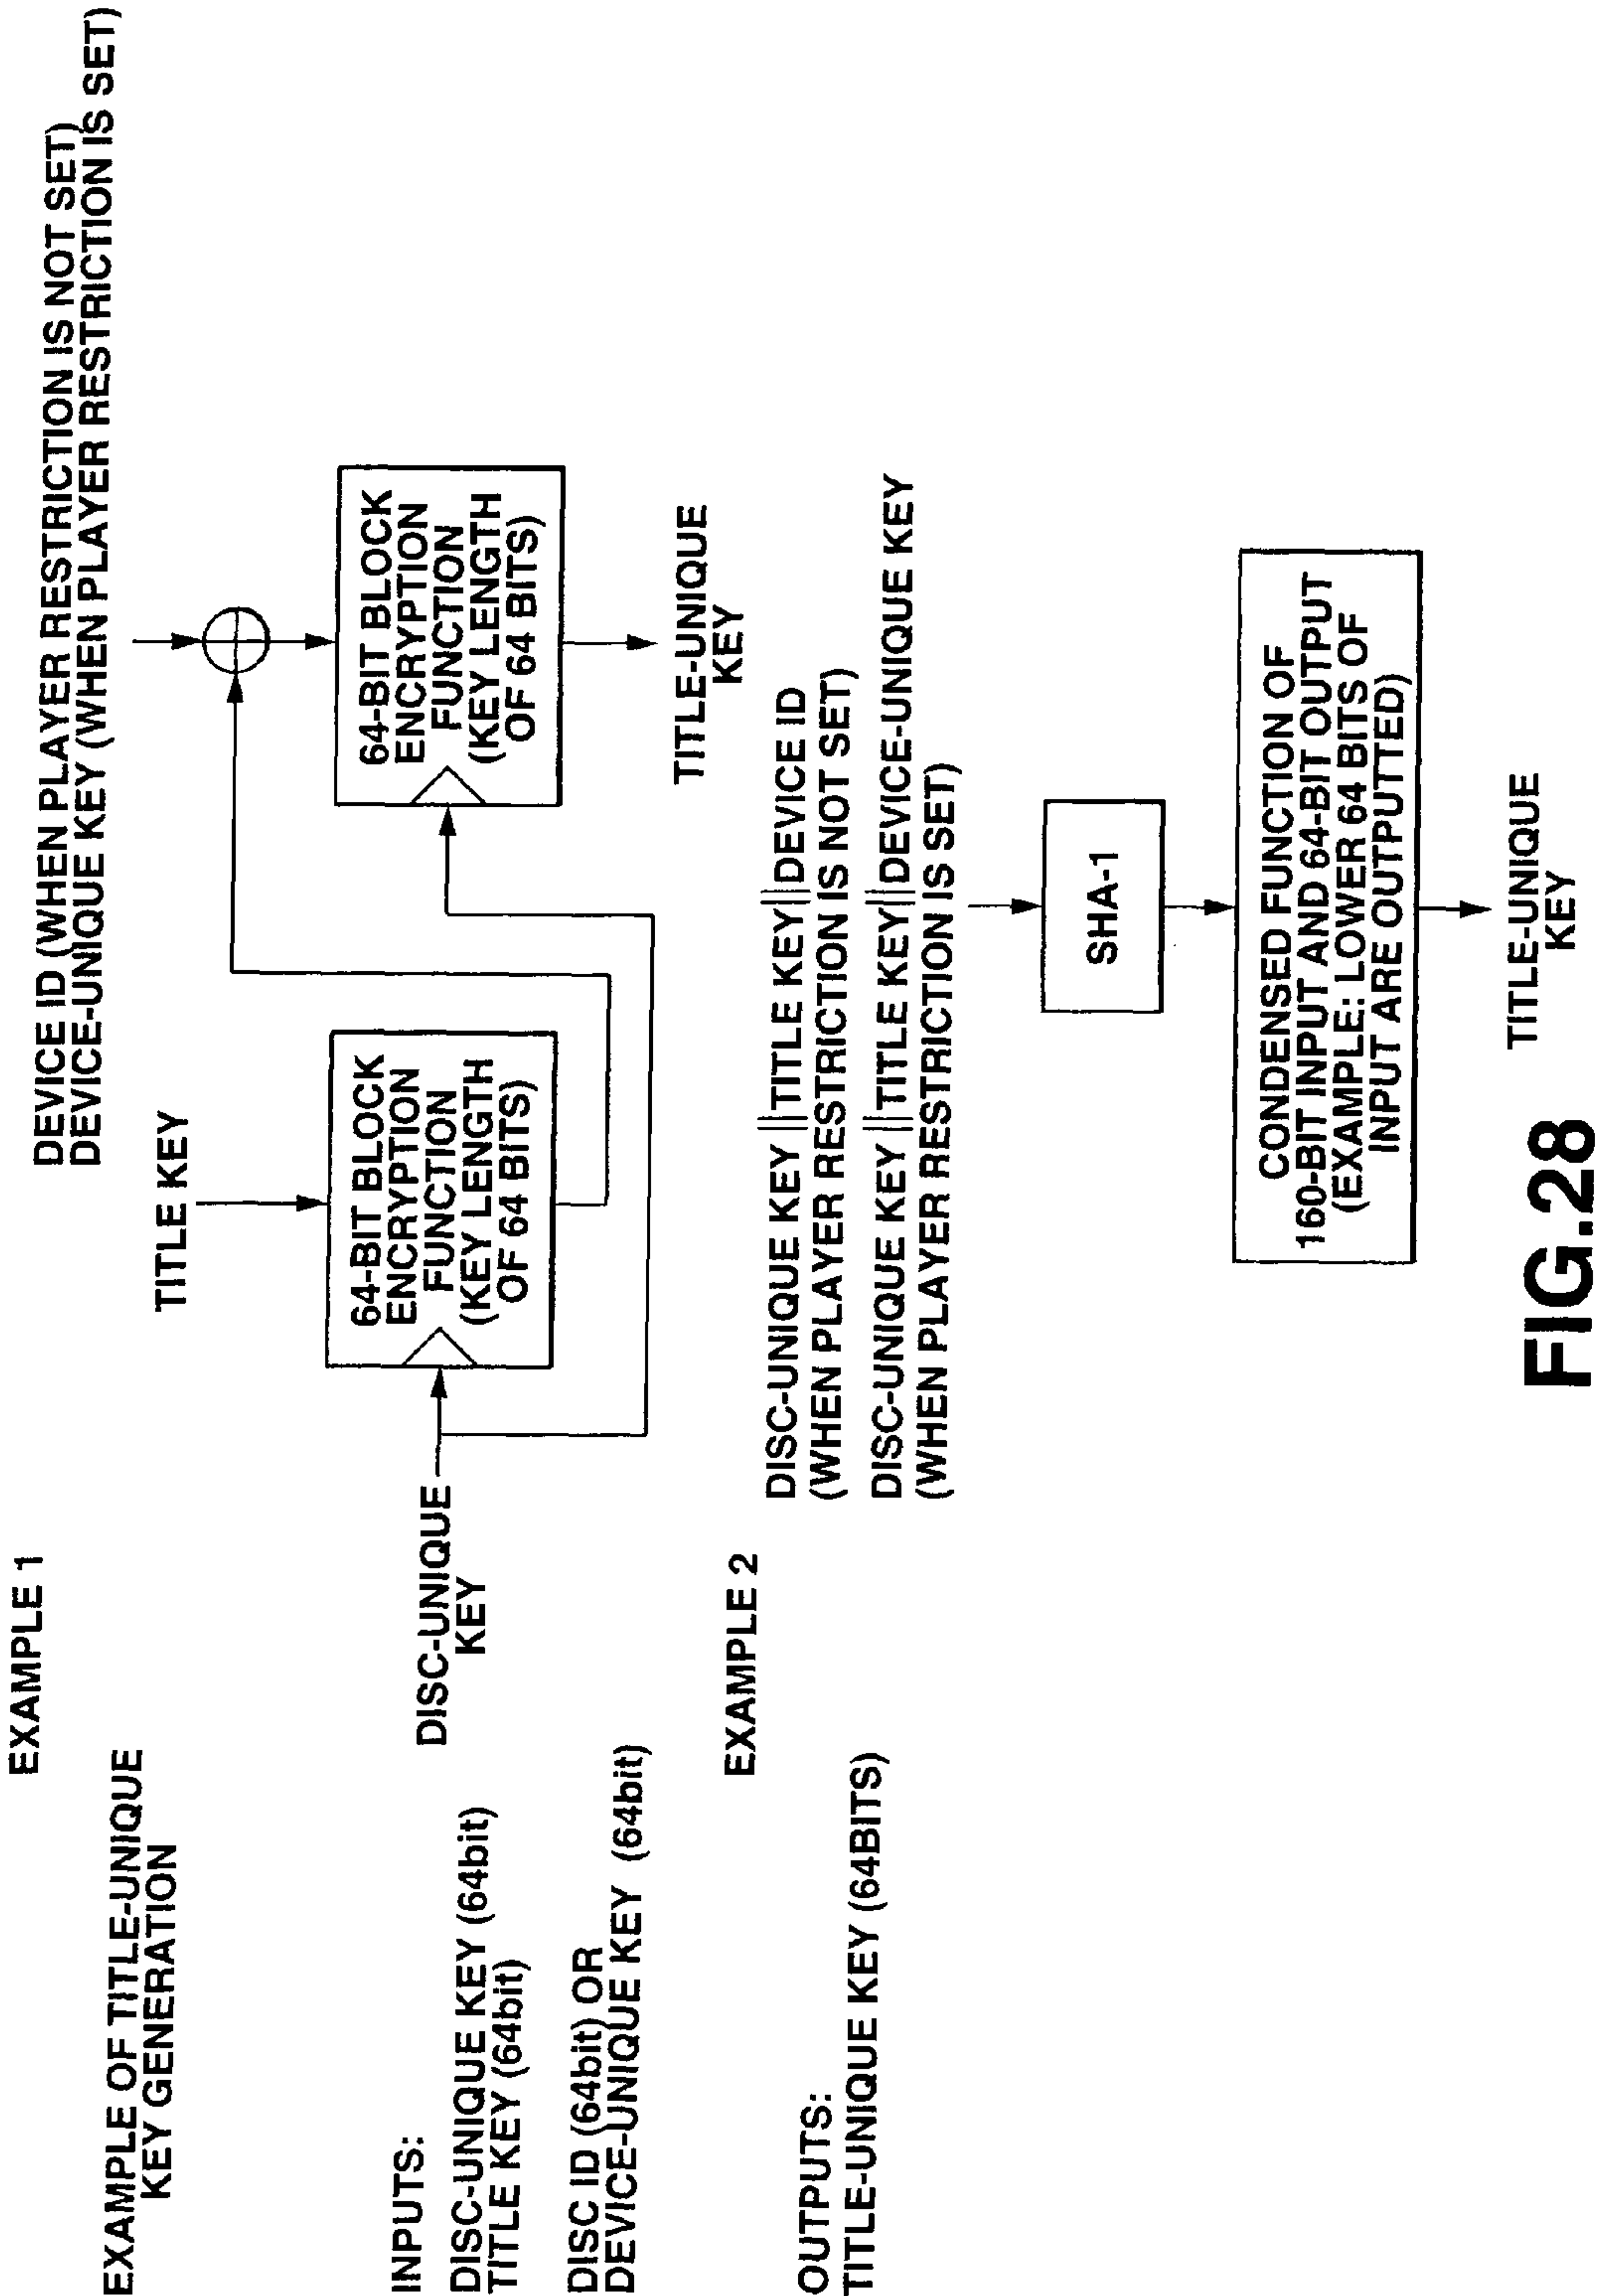 EXAMPLE OF TITLE-UNIQUE
KEY GENERATION
INPUTS:
DISC-UNIQUE KEY (64bit)
TITLE KEY (64bit)
DISC ID (64bit) OR
DEVICE-UNIQUE KEY (64bit)
OUTPUTS:
TITLE-UNIQUE KEY (64BITS)
EXAMPLE 1
DEVICE ID (WHEN PLAYER RESTRICTION IS NOT SET)
DEVICE-UNIQUE KEY (WHEN PLAYER RESTRICTION IS SET)
TITLE KEY
DISC-UNIQUE
KEY
64-BIT BLOCK
ENCRYPTION
FUNCTION
(KEY LENGTH
OF 64 BITS)
64-BIT BLOCK
ENCRYPTION
FUNCTION
(KEY LENGTH
OF 64 BITS)
TITLE-UNIQUE
KEY
EXAMPLE 2
DISC-UNIQUE KEY || TITLE KEY || DEVICE ID
(WHEN PLAYER RESTRICTION IS NOT SET)
DISC-UNIQUE KEY || TITLE KEY || DEVICE-UNIQUE KEY
(WHEN PLAYER RESTRICTION IS SET)
SHA-1
CONDENSED FUNCTION OF
160-BIT INPUT AND 64-BIT OUTPUT
(EXAMPLE: LOWER 64 BITS OF
INPUT ARE OUTPUTTED)
TITLE-UNIQUE
KEY
FIG.28